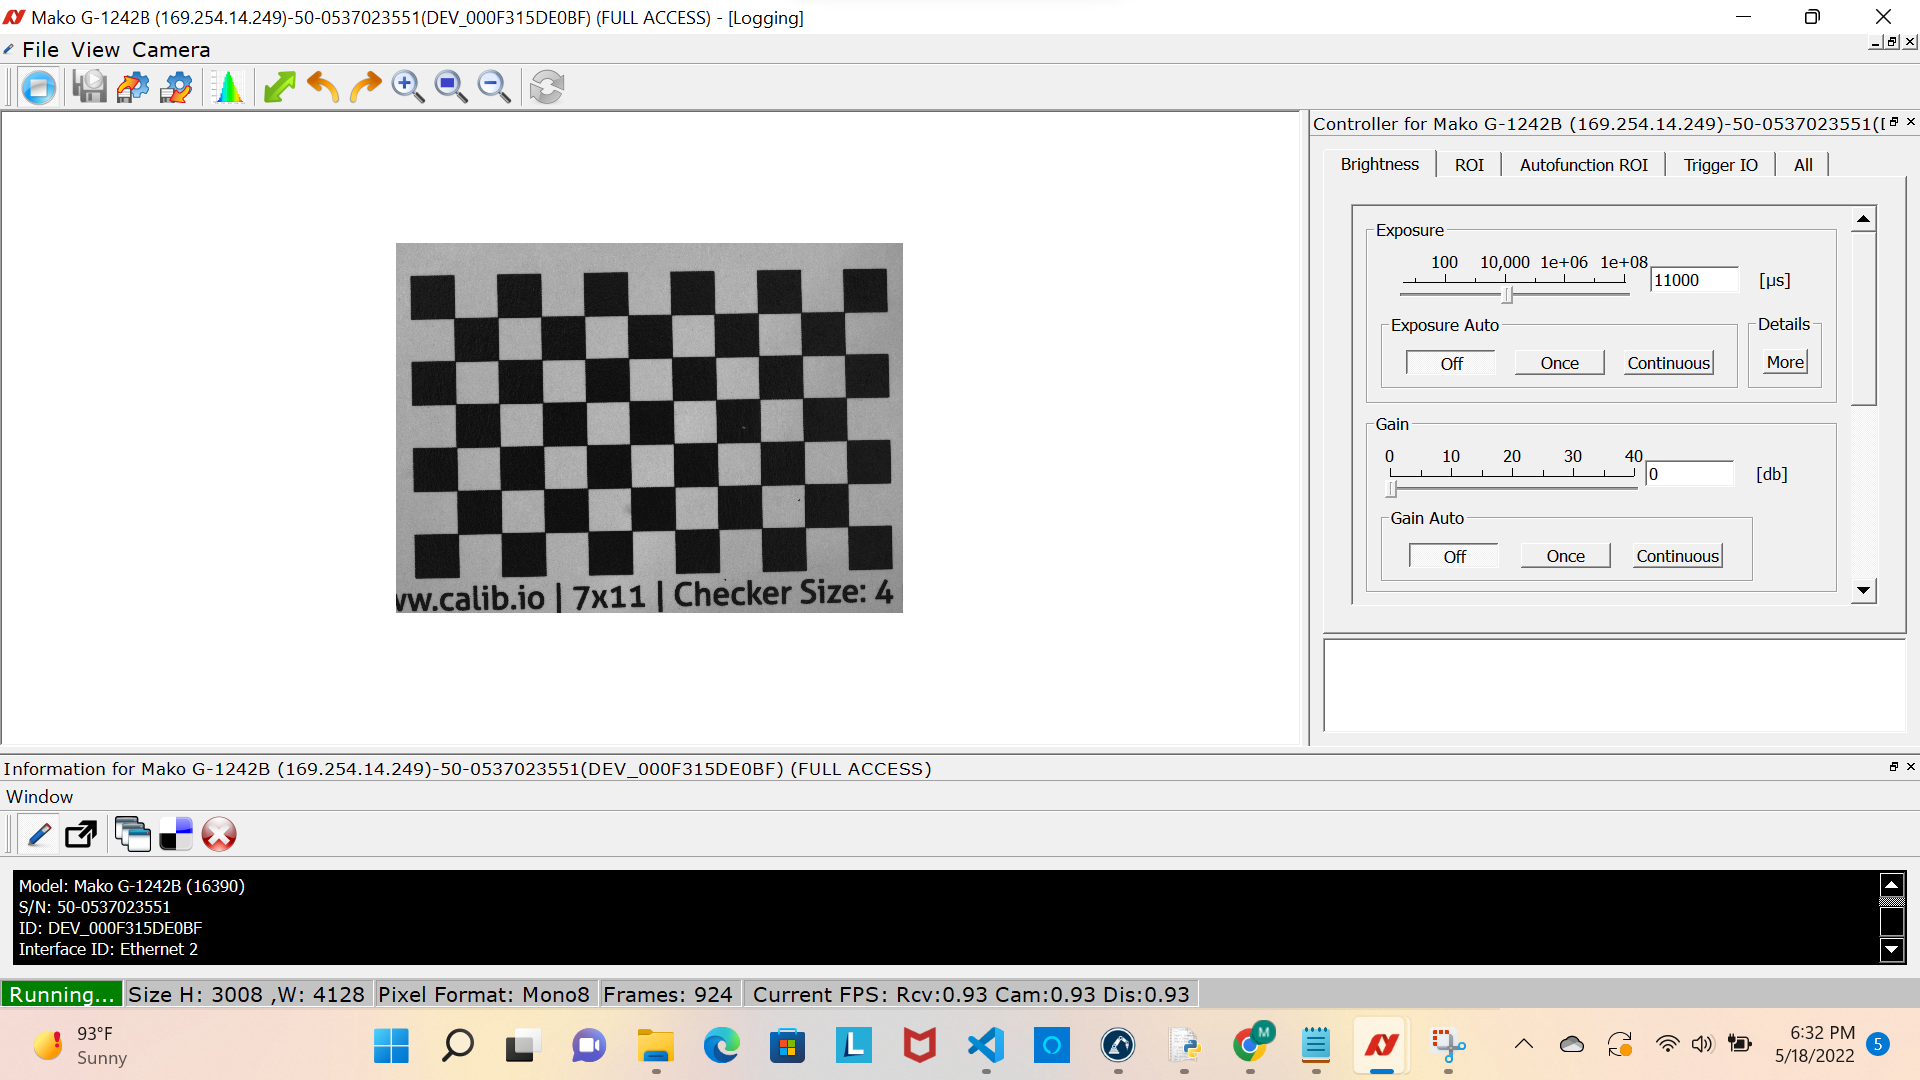 Mako G-1242B (169.254.14.249)-50-0537023551(DEV_000F315DE0BF) (FULL ACCESS) - [Logging]
File View Camera
Controller for Mako G-1242B (169.254.14.249)-50-0537023551([
Brightness ROI Autofunction ROI Trigger IO All
Exposure
100 10,000 1e+06 1e+08
11000 [µs]
Exposure Auto Details
Off Once Continuous More
Gain
0 10 20 30 40
0 [db]
Gain Auto
Off Once Continuous
ww.calib.io | 7x11 | Checker Size: 4
Information for Mako G-1242B (169.254.14.249)-50-0537023551(DEV_000F315DE0BF) (FULL ACCESS)
Window
Model: Mako G-1242B (16390)
S/N: 50-0537023551
ID: DEV_000F315DE0BF
Interface ID: Ethernet 2
Running... Size H: 3008 ,W: 4128 Pixel Format: Mono8 Frames: 924 Current FPS: Rcv:0.93 Cam:0.93 Dis:0.93
93°F
Sunny
L
M
6:32 PM
5/18/2022
5